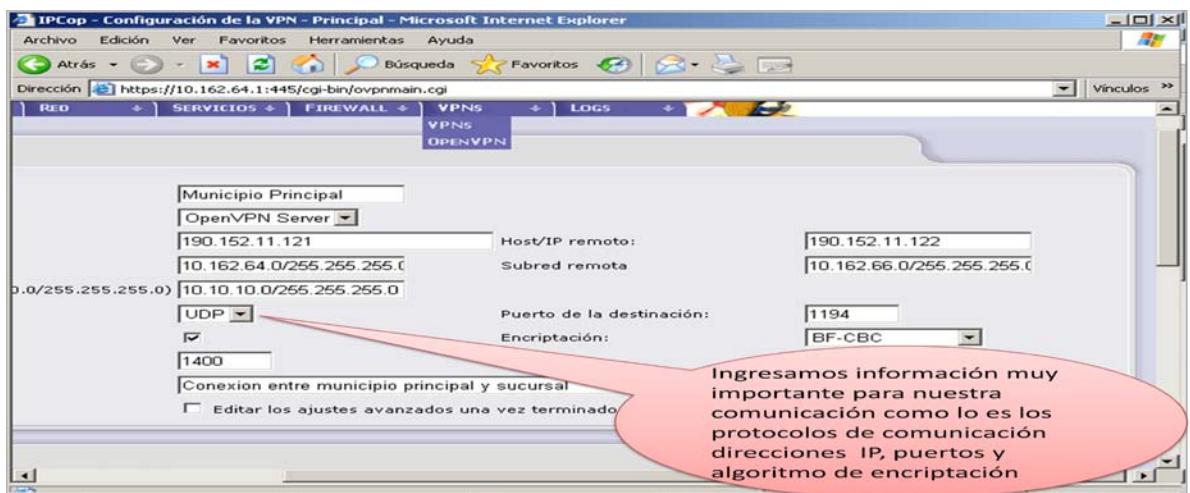 IPCop - Configuración de la VPN - Principal - Microsoft Internet Explorer
Archivo Edición Ver Favoritos Herramientas Ayuda
Atrás Búsqueda Favoritos
Dirección https://10.162.64.1:445/cgi-bin/ovpnmain.cgi Vínculos »
RED SERVICIOS FIREWALL VPNS LOGS
VPNS
OPENVPN
Municipio Principal
OpenVPN Server
190.152.11.121 Host/IP remoto: 190.152.11.122
10.162.64.0/255.255.255.0 Subred remota 10.162.66.0/255.255.255.0
0.0/255.255.255.0) 10.10.10.0/255.255.255.0
UDP Puerto de la destinación: 1194
Encriptación: BF-CBC
1400
Conexion entre municipio principal y sucursal
Editar los ajustes avanzados una vez terminado
Ingresamos información muy
importante para nuestra
comunicación como lo es los
protocolos de comunicación
direcciones IP, puertos y
algoritmo de encriptación